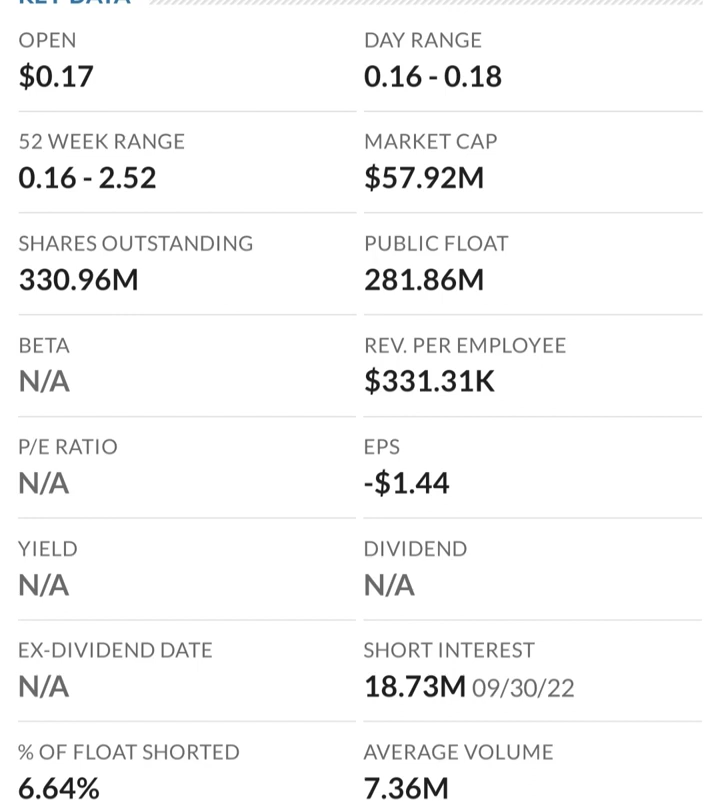 KEY DATA
OPEN
$0.17
DAY RANGE
0.16 - 0.18
52 WEEK RANGE
0.16 - 2.52
MARKET CAP
$57.92M
SHARES OUTSTANDING
330.96M
PUBLIC FLOAT
281.86M
BETA
N/A
REV. PER EMPLOYEE
$331.31K
P/E RATIO
N/A
EPS
-$1.44
YIELD
N/A
DIVIDEND
N/A
EX-DIVIDEND DATE
N/A
SHORT INTEREST
18.73M 09/30/22
% OF FLOAT SHORTED
6.64%
AVERAGE VOLUME
7.36M